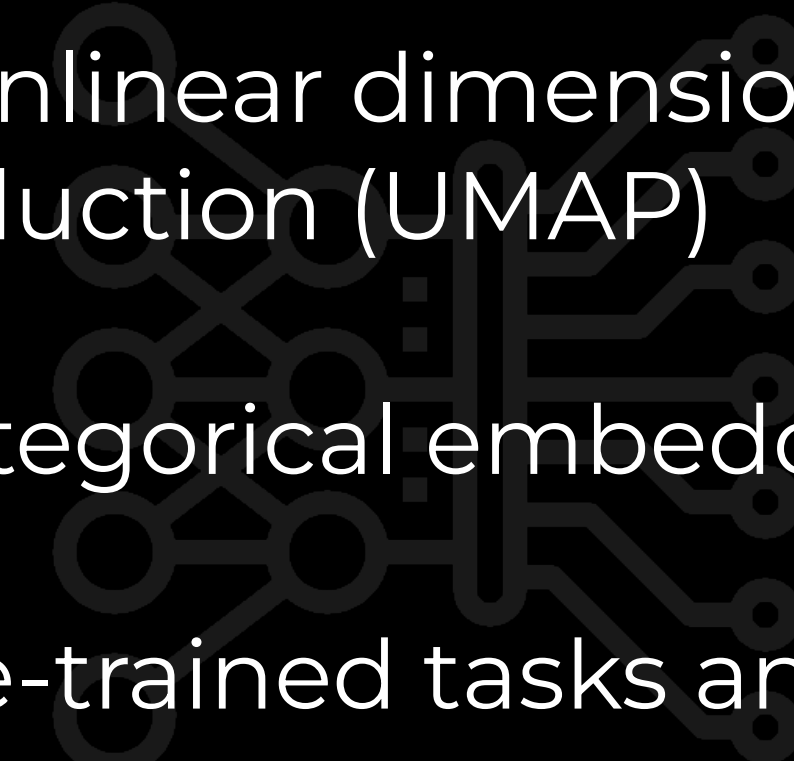 nlinear dimensio
luction (UMAP)
tegorical embedd
e-trained tasks an